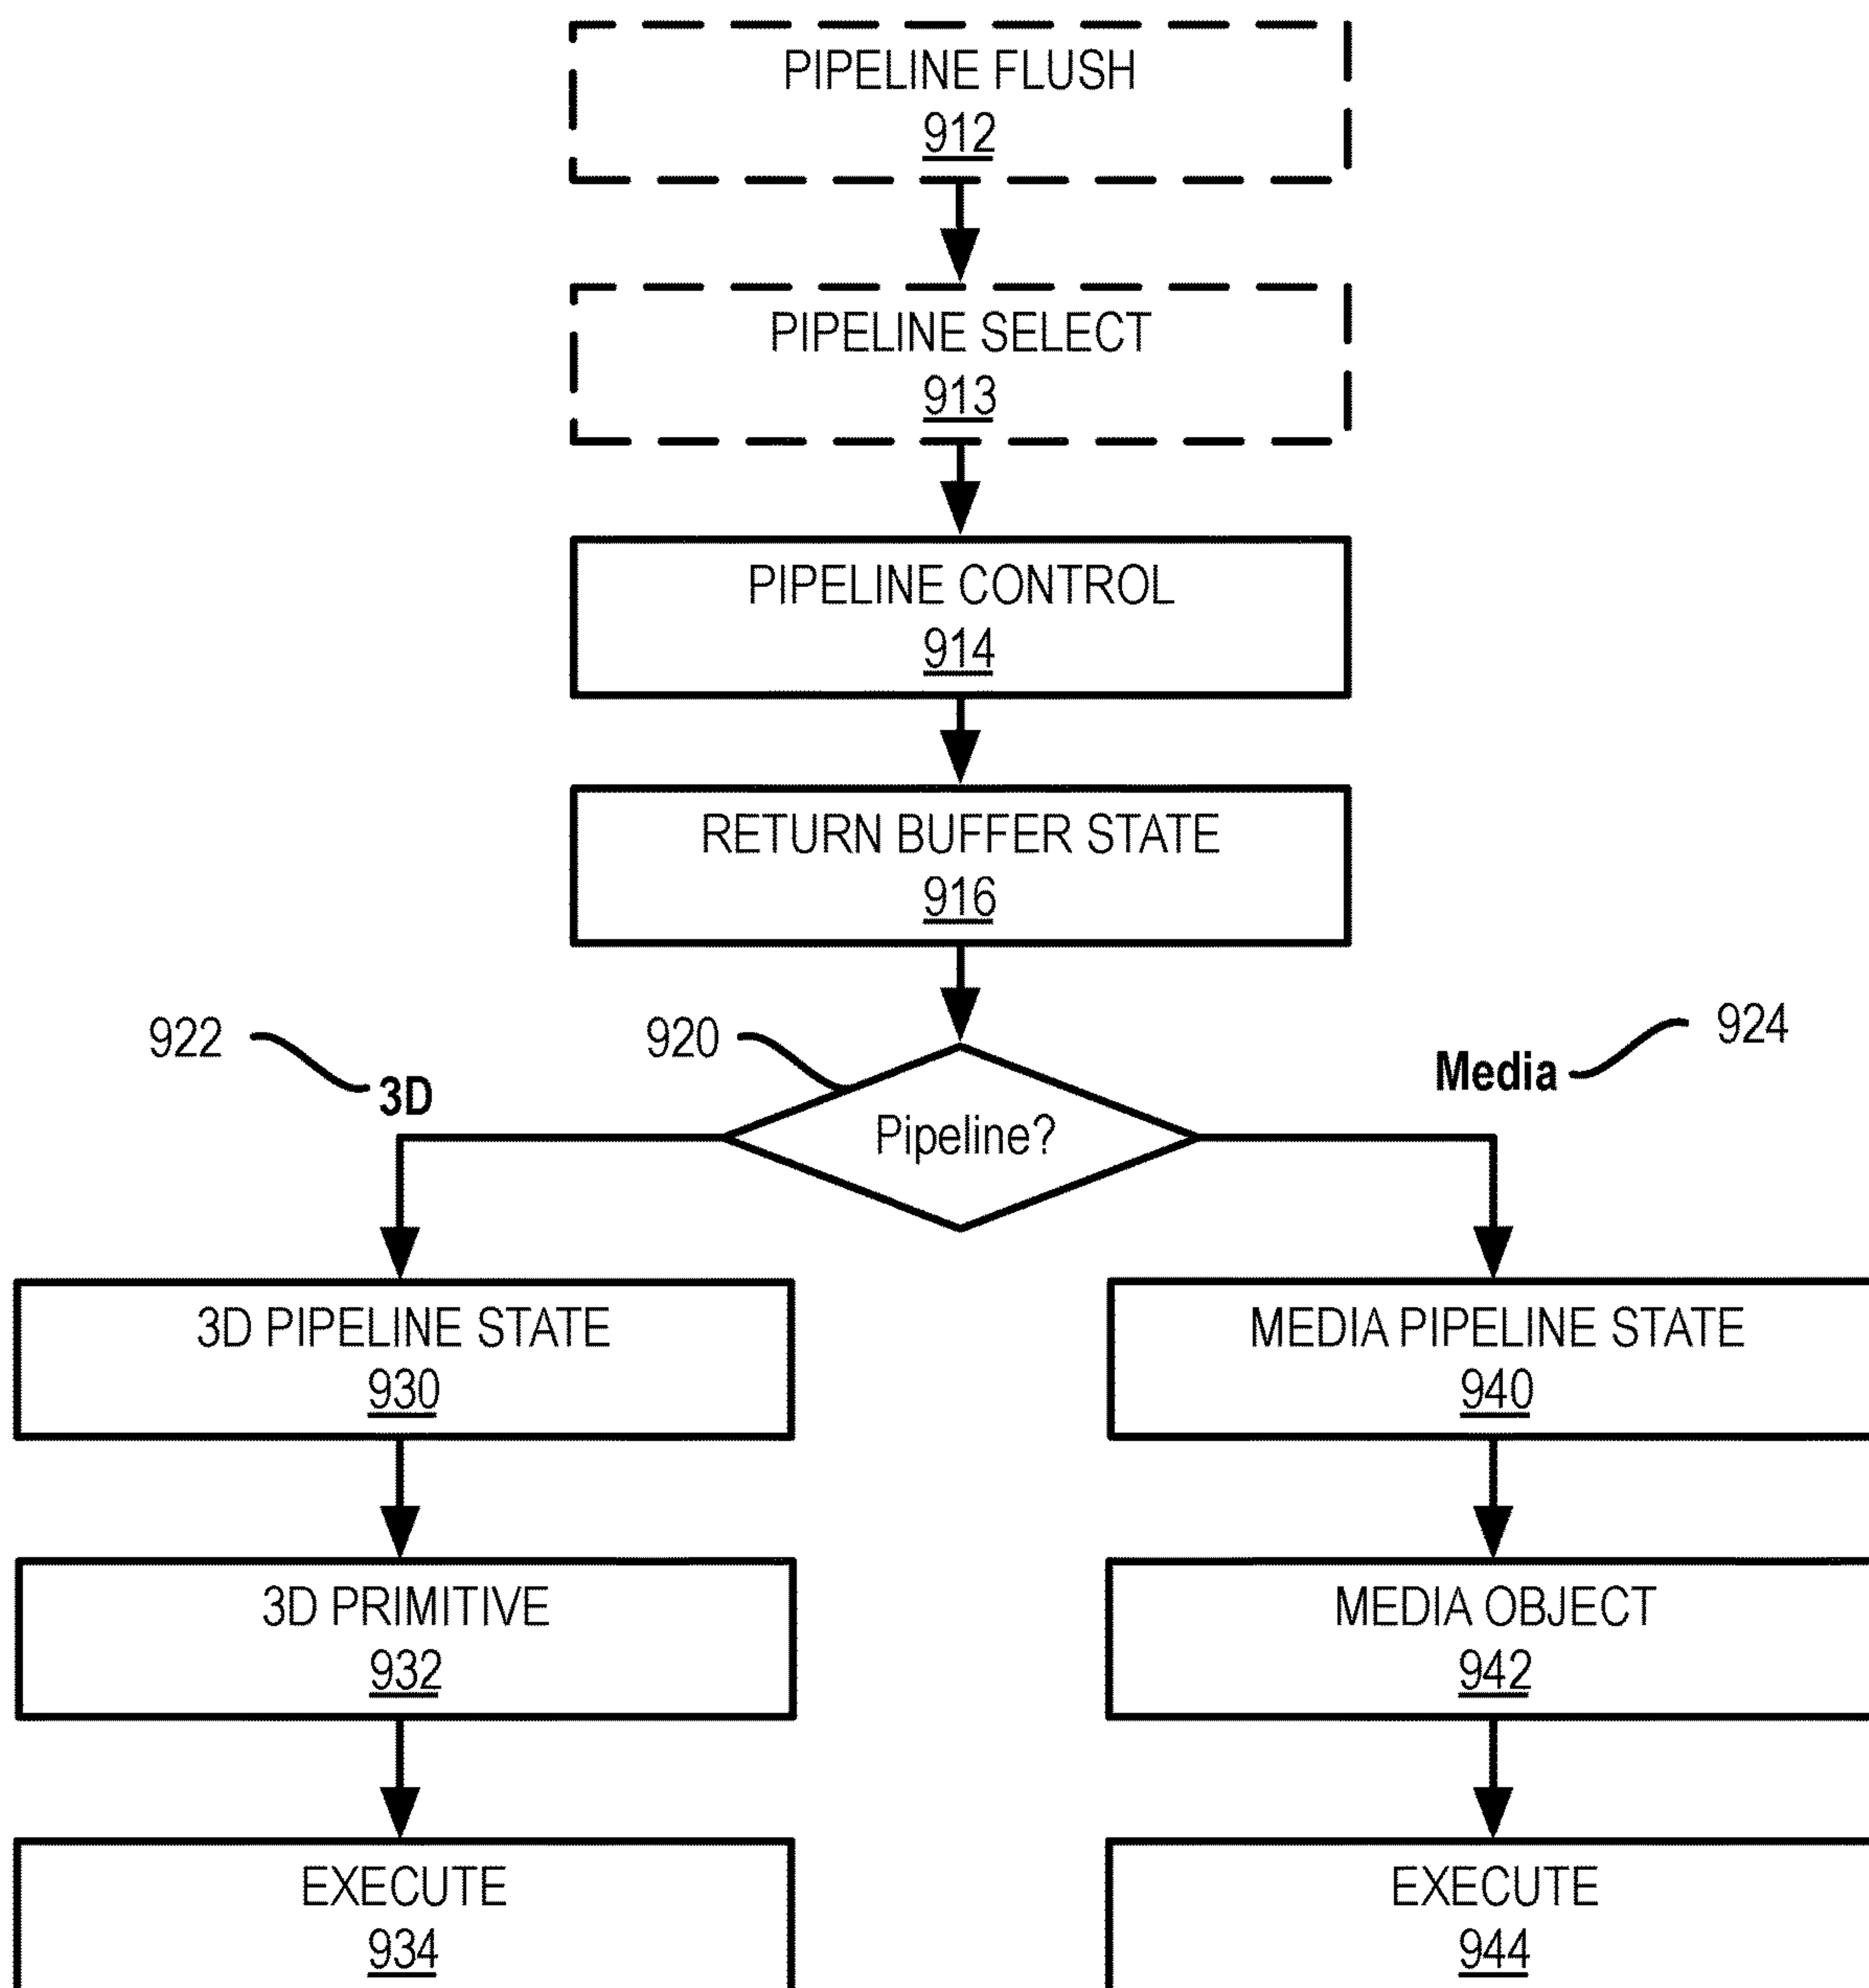 PIPELINE FLUSH
912
PIPELINE SELECT
913
PIPELINE CONTROL
914
RETURN BUFFER STATE
916
922
920
924
3D
Media
Pipeline?
3D PIPELINE STATE
930
MEDIA PIPELINE STATE
940
3D PRIMITIVE
932
MEDIA OBJECT
942
EXECUTE
934
EXECUTE
944